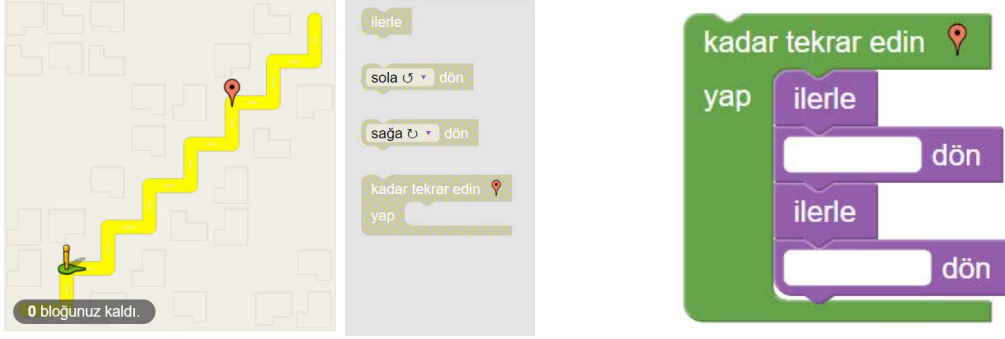 0 bloğunuz kaldı.
ilerle
sola ↺ ▾ dön
sağa ↻ ▾ dön
kadar tekrar edin
yap
kadar tekrar edin
yap ilerle
dön
ilerle
dön